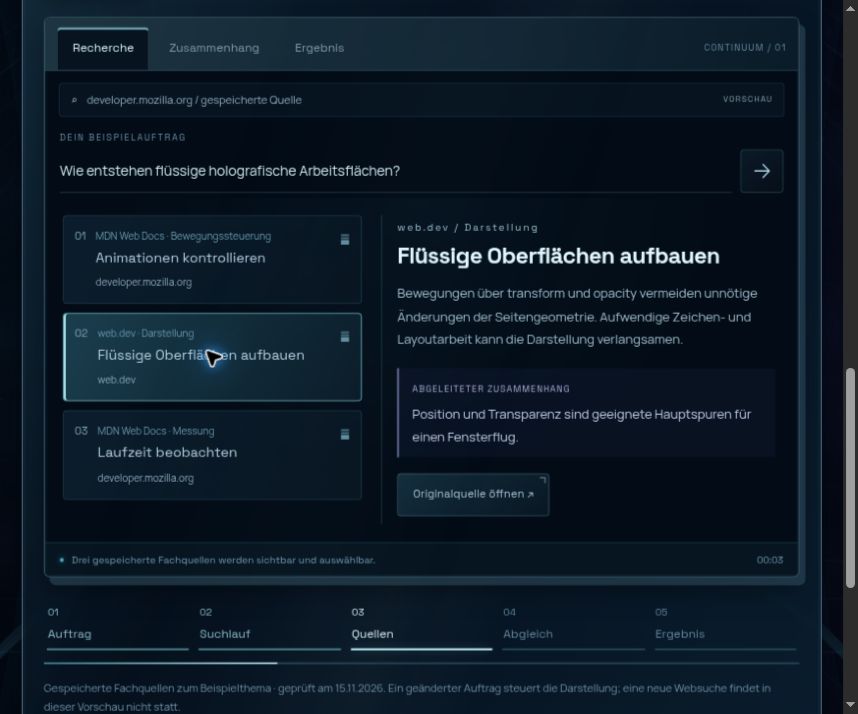 Recherche
Zusammenhang
Ergebnis
CONTINUUM / 01
developer.mozilla.org / gespeicherte Quelle
VORSCHAU
DEIN BEISPIELAUFTRAG
Wie entstehen flüssige holografische Arbeitsflächen?
01 MDN Web Docs · Bewegungssteuerung
Animationen kontrollieren
developer.mozilla.org
02 web.dev · Darstellung
Flüssige Oberflächen aufbauen
web.dev
03 MDN Web Docs · Messung
Laufzeit beobachten
developer.mozilla.org
web.dev / Darstellung
Flüssige Oberflächen aufbauen
Bewegungen über transform und opacity vermeiden unnötige
Änderungen der Seitengeometrie. Aufwendige Zeichen- und
Layoutarbeit kann die Darstellung verlangsamen.
ABGELEITETER ZUSAMMENHANG
Position und Transparenz sind geeignete Hauptspuren für
einen Fensterflug.
Originalquelle öffnen ↗
Drei gespeicherte Fachquellen werden sichtbar und auswählbar.
00:03
01
Auftrag
02
Suchlauf
03
Quellen
04
Abgleich
05
Ergebnis
Gespeicherte Fachquellen zum Beispielthema · geprüft am 15.11.2026. Ein geänderter Auftrag steuert die Darstellung; eine neue Websuche findet in
dieser Vorschau nicht statt.